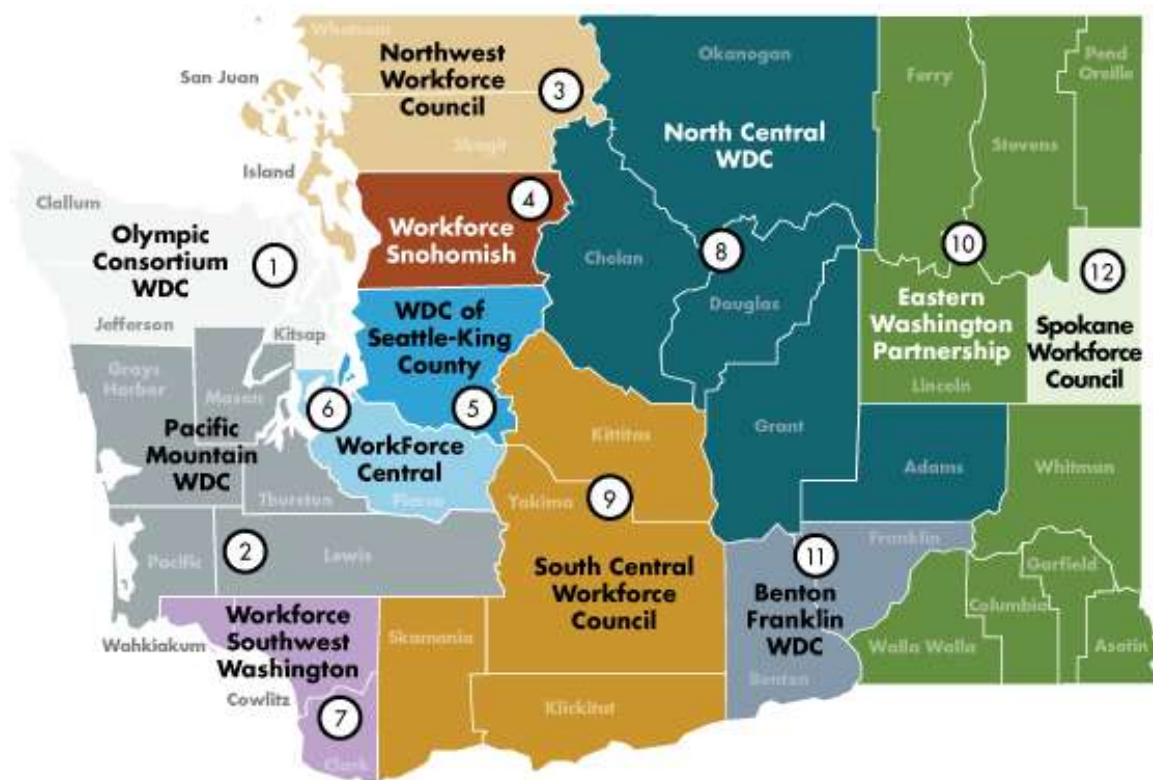 Whatcom
Okanogan
Pend
Oreille
Ferry
San Juan
Northwest
Workforce
Council
3
Skagit
Stevens
North Central
WDC
Island
4
Clallum
Workforce
Snohomish
Olympic
Consortium
WDC
1
Chelan
8
10
12
Douglas
Jefferson
Kitsap
WDC of
Seattle-King
County
5
Eastern
Washington
Partnership
Lincoln
Spokane
Workforce
Council
Grays
Harbor
Mason
6
WorkForce
Central
Kittitas
Grant
Pacific
Mountain
WDC
Thurston
Pierce
Yakima
9
Adams
Whitman
Pacific
2
Lewis
South Central
Workforce
Council
11
Franklin
Benton
Franklin
WDC
Garfield
Columbia
Walla Walla
Asotin
Benton
Wahkiakum
Workforce
Southwest
Washington
Skamania
Cowlitz
7
Klickitat
Clark